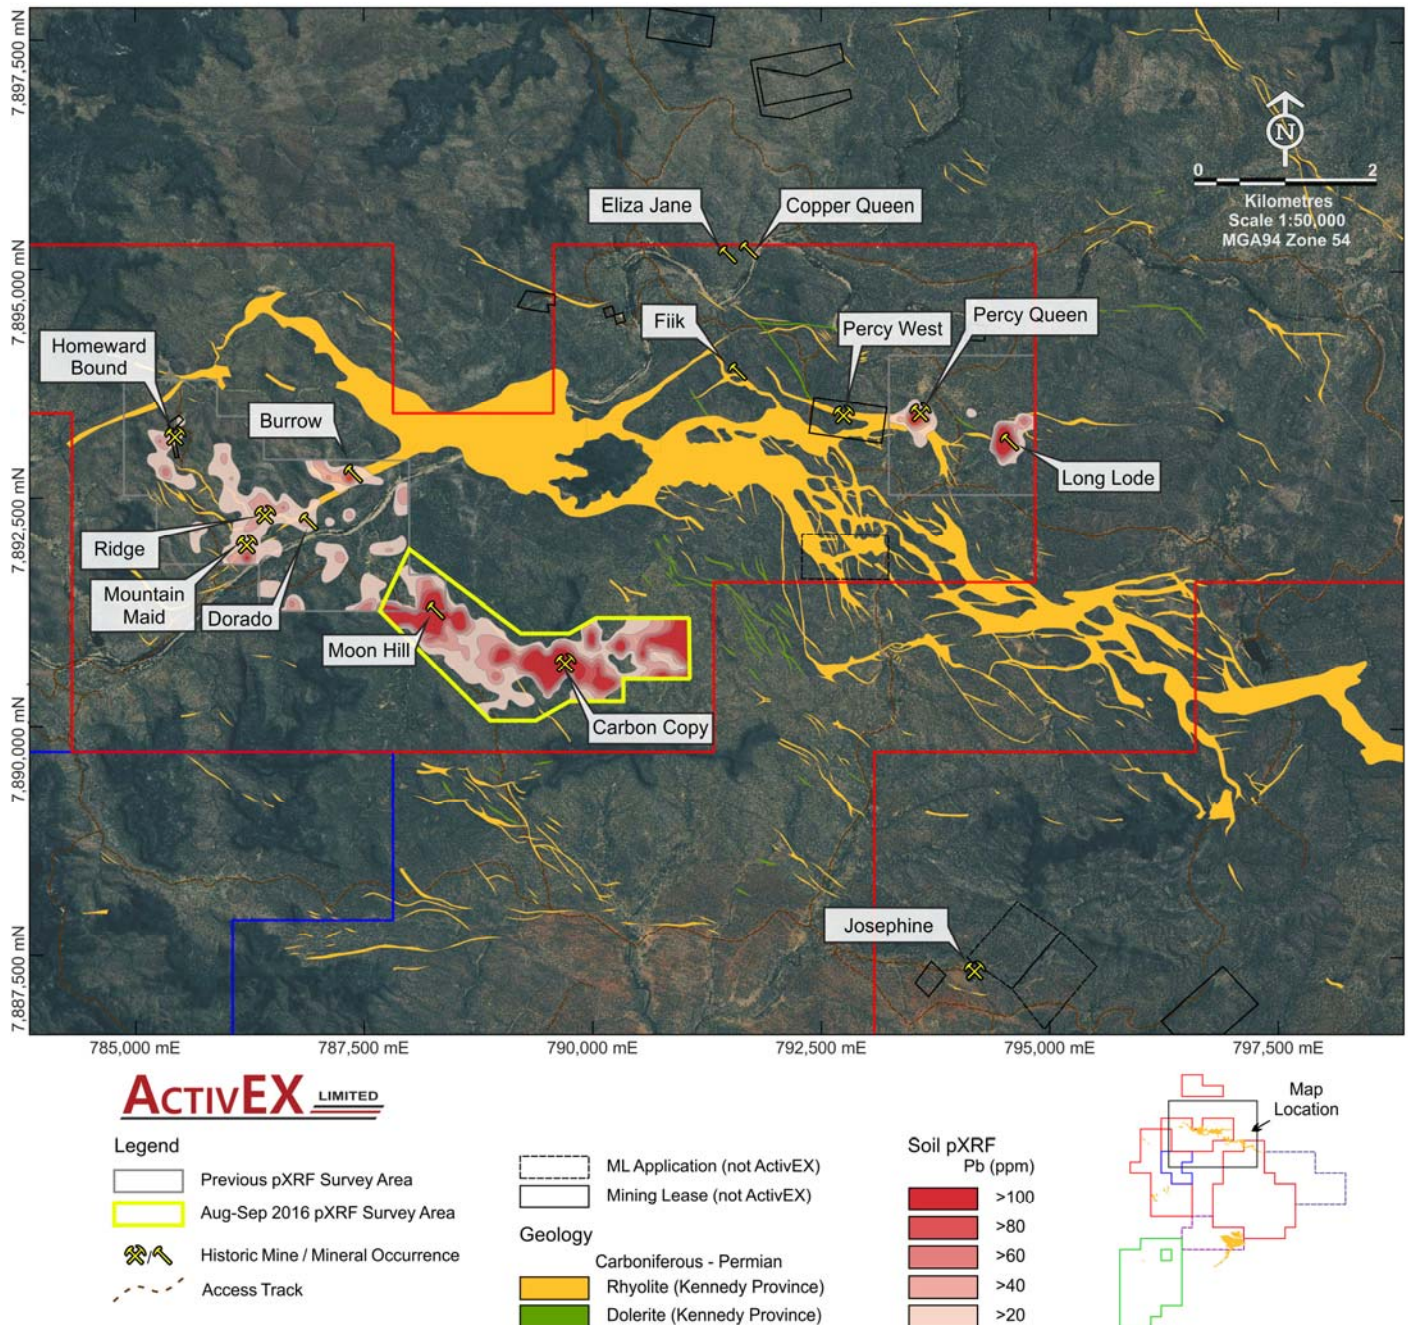 7,897,500 mN
7,895,000 mN
7,892,500 mN
7,890,000 mN
7,887,500 mN
N
0 2
Kilometres
Scale 1:50,000
MGA94 Zone 54
Eliza Jane
Copper Queen
Fiik
Percy West
Percy Queen
Homeward
Bound
Burrow
Long Lode
Ridge
Mountain
Maid
Dorado
Moon Hill
Carbon Copy
Josephine
785,000 mE
787,500 mE
790,000 mE
792,500 mE
795,000 mE
797,500 mE
ACTIVEX LIMITED
Legend
Previous pXRF Survey Area
Aug-Sep 2016 pXRF Survey Area
Historic Mine / Mineral Occurrence
Access Track
ML Application (not ActivEX)
Mining Lease (not ActivEX)
Geology
Carboniferous - Permian
Rhyolite (Kennedy Province)
Dolerite (Kennedy Province)
Soil pXRF
Pb (ppm)
>100
>80
>60
>40
>20
Map
Location